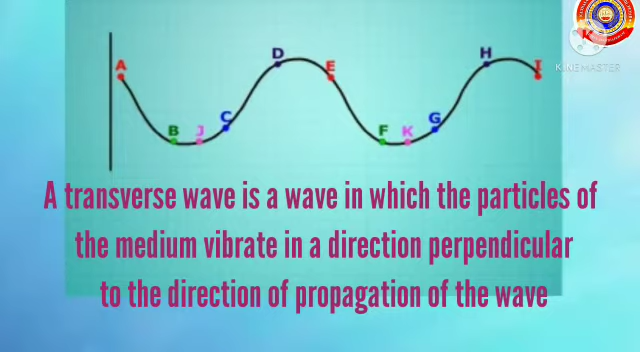 A
B
J
C
D
E
F
K
G
H
I
KINEMASTER
A transverse wave is a wave in which the particles of
the medium vibrate in a direction perpendicular
to the direction of propagation of the wave